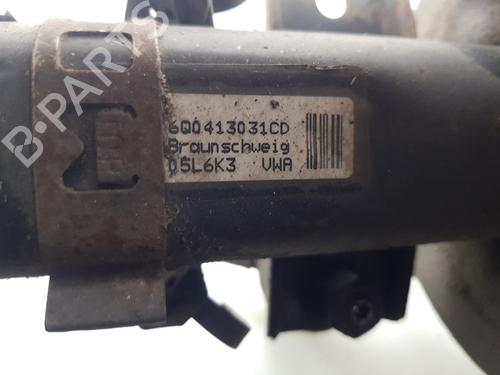 6Q0413031CD
Braunschweig
05L6K3 VWA
B-PARTS